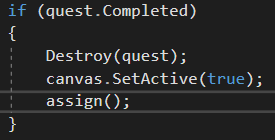 if (quest.Completed)
{
    Destroy(quest);
    canvas.SetActive(true);
    assign();
}